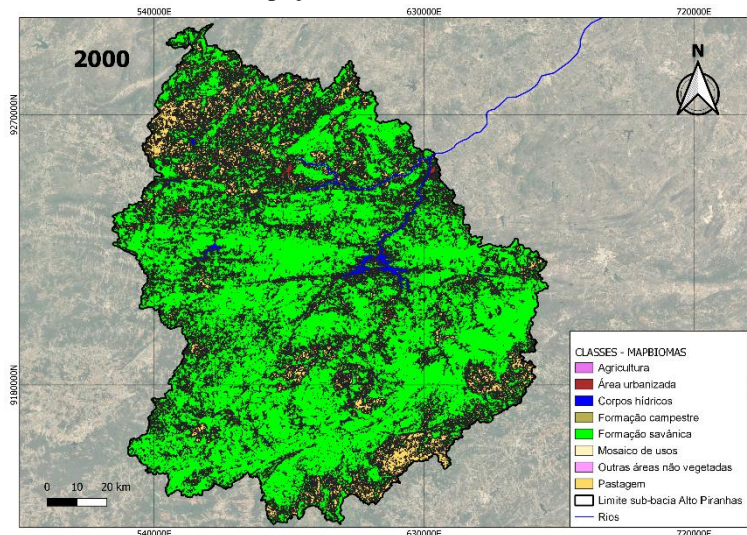 540000E 630000E 720000E
2000
N
9270000N
9270000N
9180000N
9180000N
CLASSES - MAPBIOMAS
Agricultura
Área urbanizada
Corpos hídricos
Formação campestre
Formação savânica
Mosaico de usos
Outras áreas não vegetadas
Pastagem
Limite sub-bacia Alto Piranhas
Rios
0 10 20 km
540000E 630000E 720000E